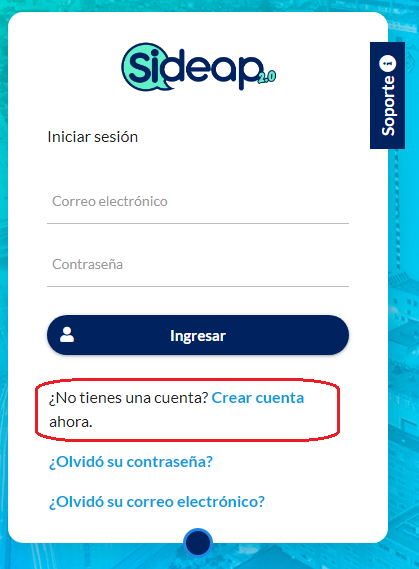 Sideap 2.0
Soporte
Iniciar sesión
Correo electrónico
Contraseña
Ingresar
¿No tienes una cuenta? Crear cuenta
ahora.
¿Olvidó su contraseña?
¿Olvidó su correo electrónico?